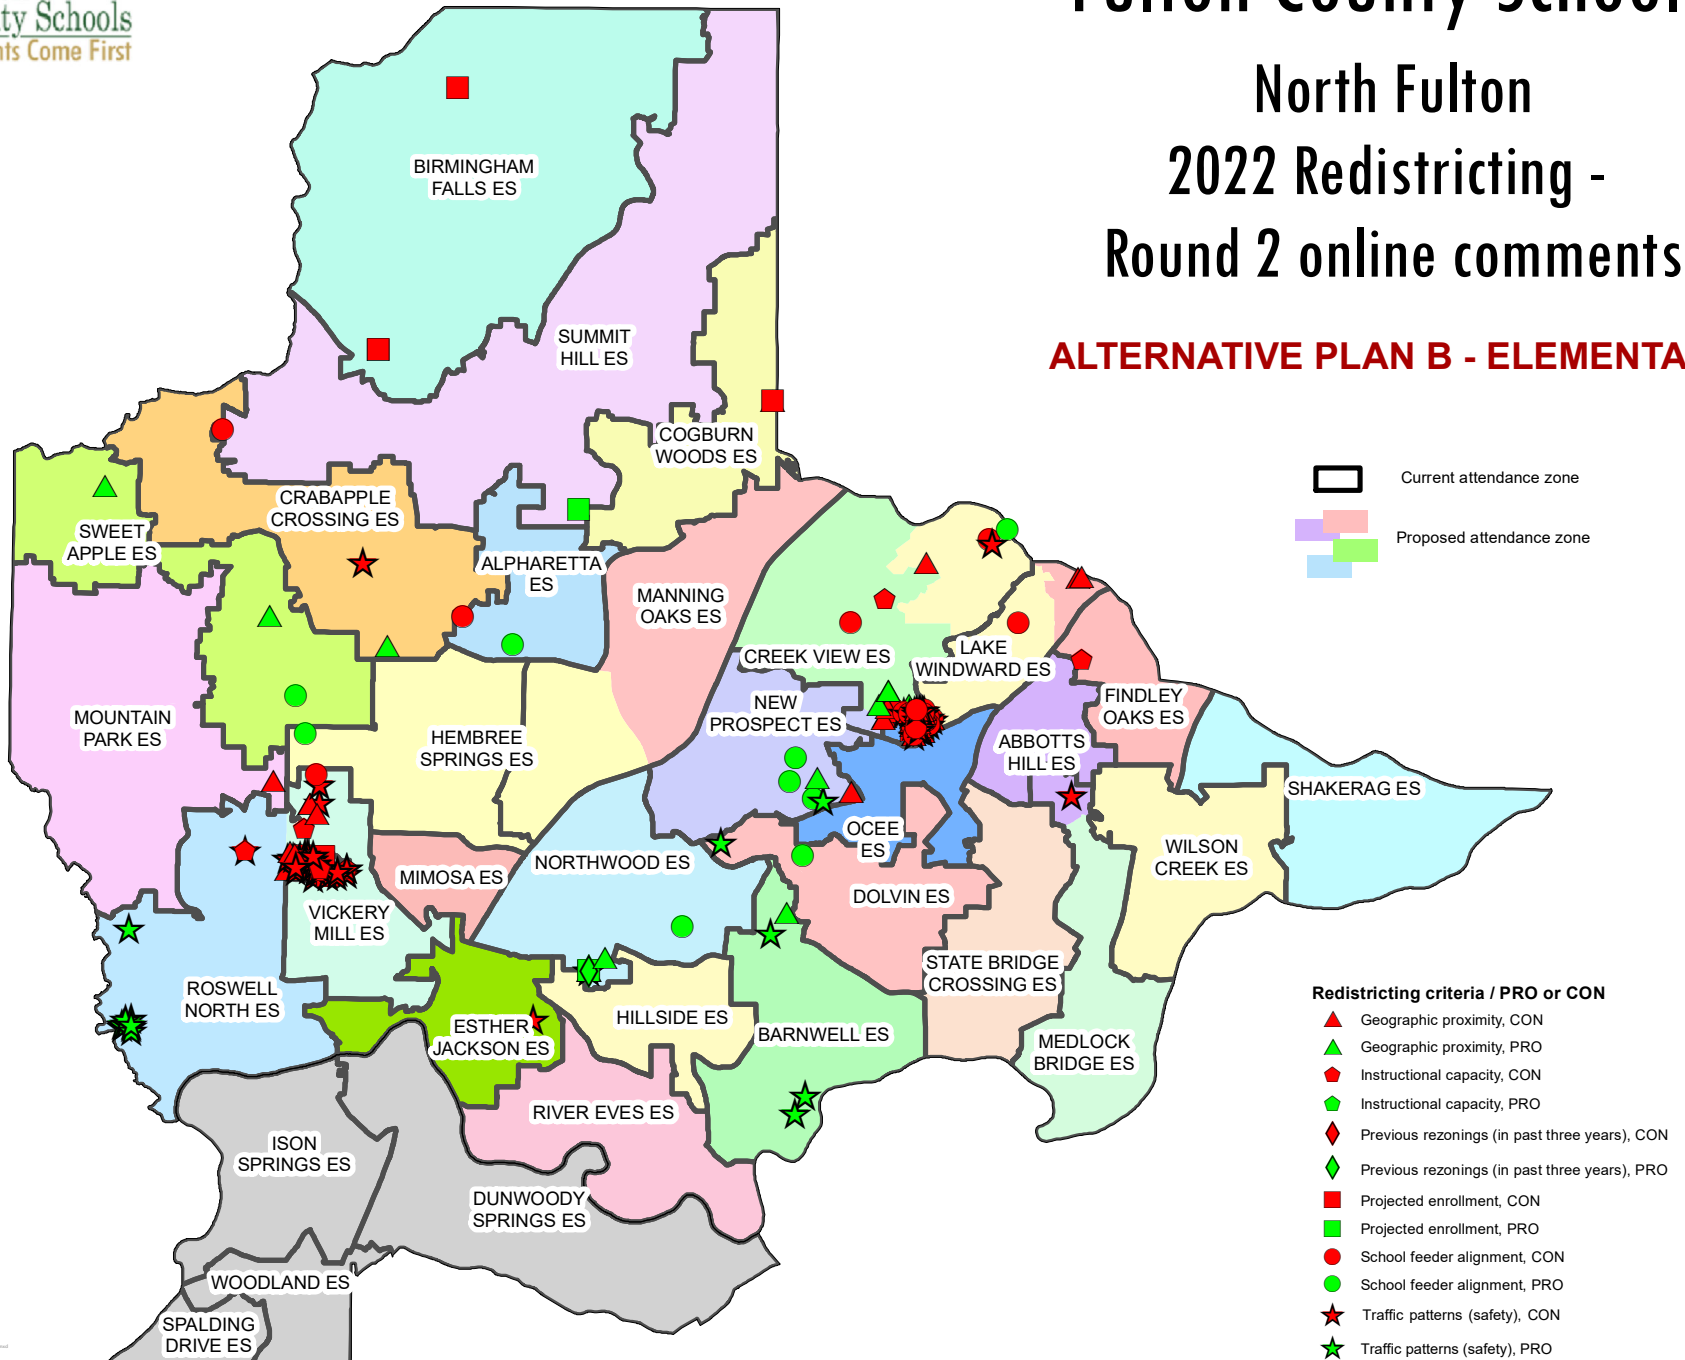 ty Schools
nts Come First
Fulton County School
North Fulton
2022 Redistricting -
Round 2 online comments
ALTERNATIVE PLAN B - ELEMENTA
Current attendance zone
Proposed attendance zone
BIRMINGHAM
FALLS ES
SUMMIT
HILL ES
COGBURN
WOODS ES
CRABAPPLE
CROSSING ES
SWEET
APPLE ES
ALPHARETTA
ES
MANNING
OAKS ES
CREEK VIEW ES
LAKE
WINDWARD ES
NEW
PROSPECT ES
FINDLEY
OAKS ES
MOUNTAIN
PARK ES
HEMBREE
SPRINGS ES
ABBOTTS
HILL ES
SHAKERAG ES
OCEE
ES
NORTHWOOD ES
WILSON
CREEK ES
MIMOSA ES
DOLVIN ES
VICKERY
MILL ES
STATE BRIDGE
CROSSING ES
ROSWELL
NORTH ES
HILLSIDE ES
ESTHER
JACKSON ES
BARNWELL ES
MEDLOCK
BRIDGE ES
RIVER EVES ES
ISON
SPRINGS ES
DUNWOODY
SPRINGS ES
WOODLAND ES
SPALDING
DRIVE ES
Redistricting criteria / PRO or CON
Geographic proximity, CON
Geographic proximity, PRO
Instructional capacity, CON
Instructional capacity, PRO
Previous rezonings (in past three years), CON
Previous rezonings (in past three years), PRO
Projected enrollment, CON
Projected enrollment, PRO
School feeder alignment, CON
School feeder alignment, PRO
Traffic patterns (safety), CON
Traffic patterns (safety), PRO